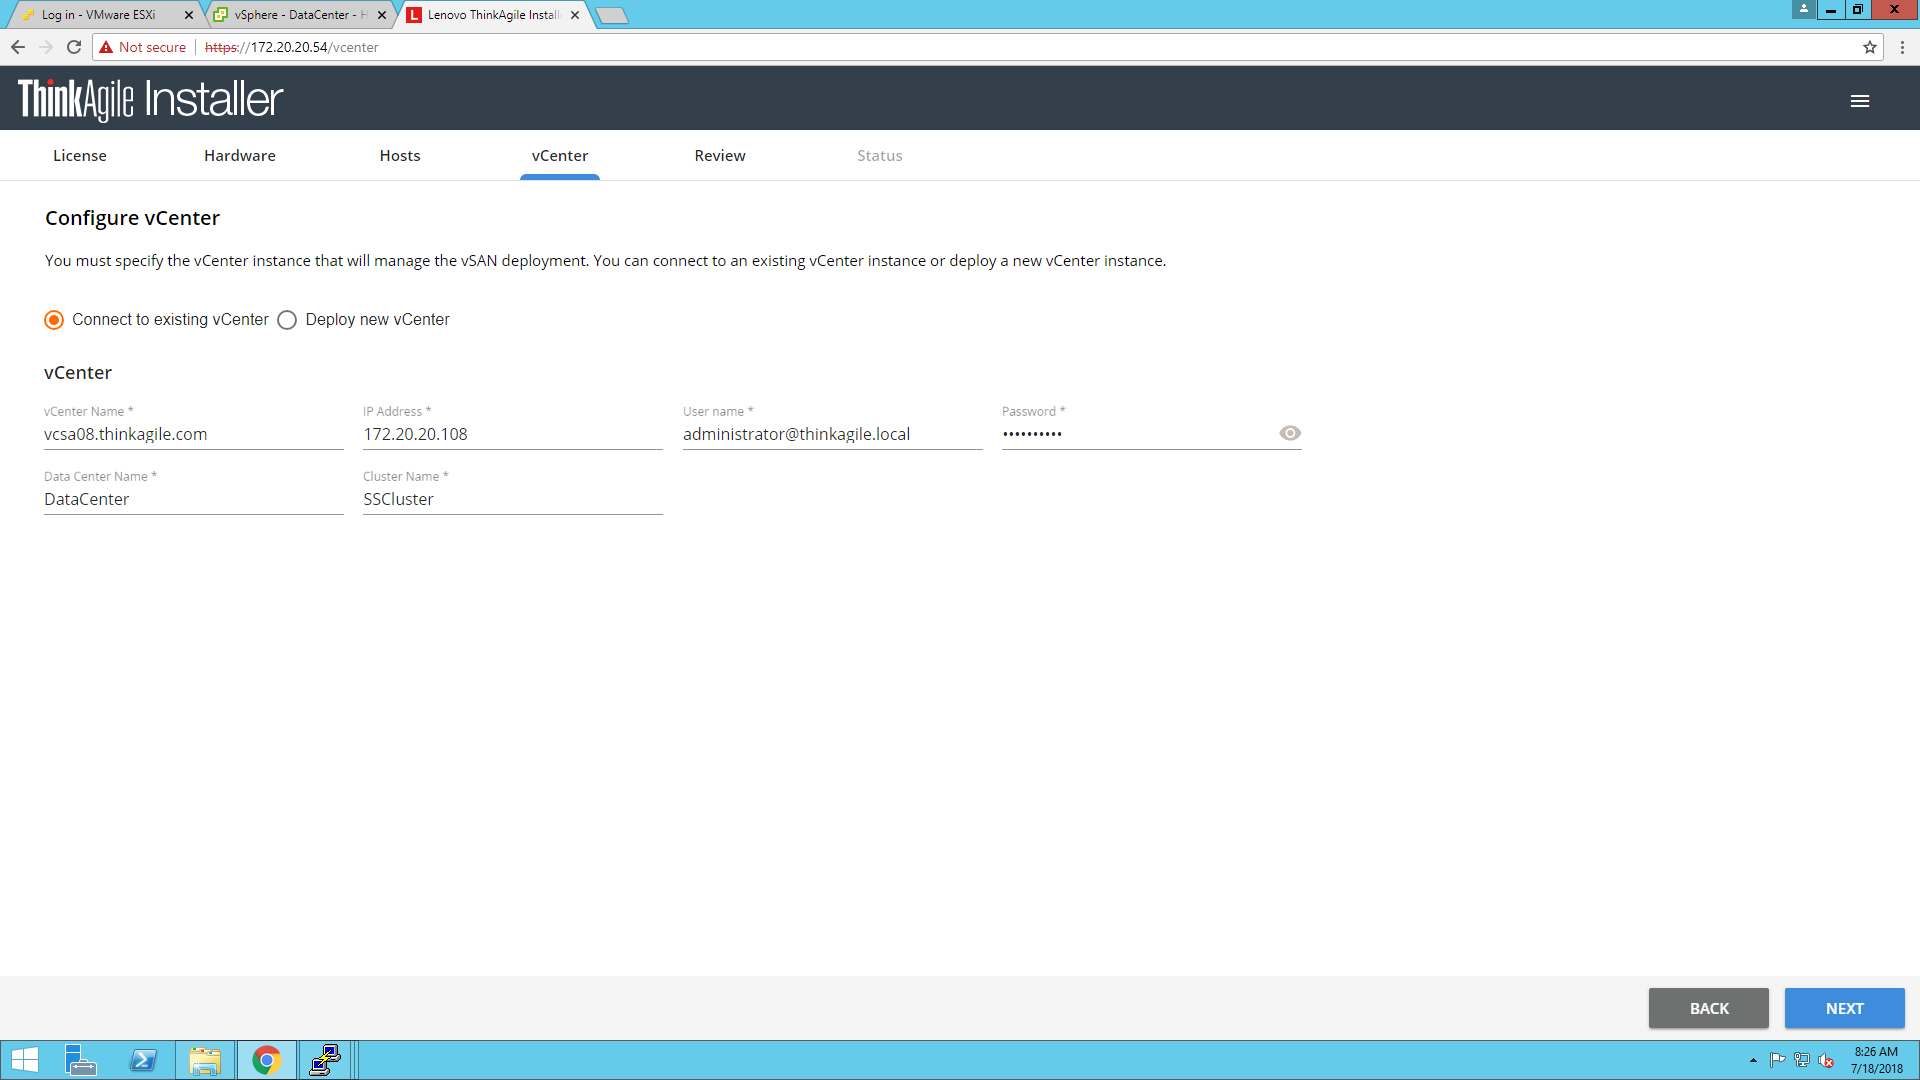 Log in - VMware ESXi
vSphere - DataCenter - H
Lenovo ThinkAgile Install
Not secure
https://172.20.20.54/vcenter
ThinkAgile Installer
License Hardware Hosts vCenter Review Status
Configure vCenter
You must specify the vCenter instance that will manage the vSAN deployment. You can connect to an existing vCenter instance or deploy a new vCenter instance.
Connect to existing vCenter Deploy new vCenter
vCenter
vCenter Name * IP Address * User name * Password *
vcsa08.thinkagile.com 172.20.20.108 administrator@thinkagile.local ••••••••••
Data Center Name * Cluster Name *
DataCenter SSCluster
BACK NEXT
8:26 AM
7/18/2018